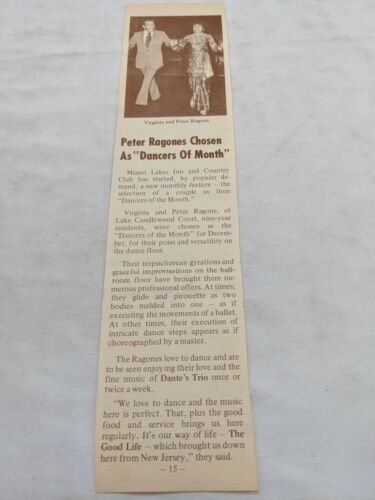 Virginia and Peter Ragone
Peter Ragones Chosen
As "Dancers Of Month"
Miami Lakes Inn and Country
Club has started, by popular de-
mand, a new monthly feature – the
selection of a couple as their
"Dancers of the Month."
Virginia and Peter Ragone, of
Lake Candlewood Court, nine-year
residents, were chosen as the
"Dancers of the Month" for Decem-
ber, for their poise and versatility on
the dance floor.
Their terpsichorean gyrations and
graceful improvisations on the ball-
room floor have brought them nu-
merous professional offers. At times,
they glide and pirouette as two
bodies melded into one – as if
executing the movements of a ballet.
At other times, their execution of
intricate dance steps appears as if
choreographed by a master.
The Ragones love to dance and are
to be seen enjoying their love and the
fine music of Dante's Trio once or
twice a week.
"We love to dance and the music
here is perfect. That, plus the good
food and service brings us here
regularly. It's our way of life – The
Good Life – which brought us down
here from New Jersey," they said.
– 15 –